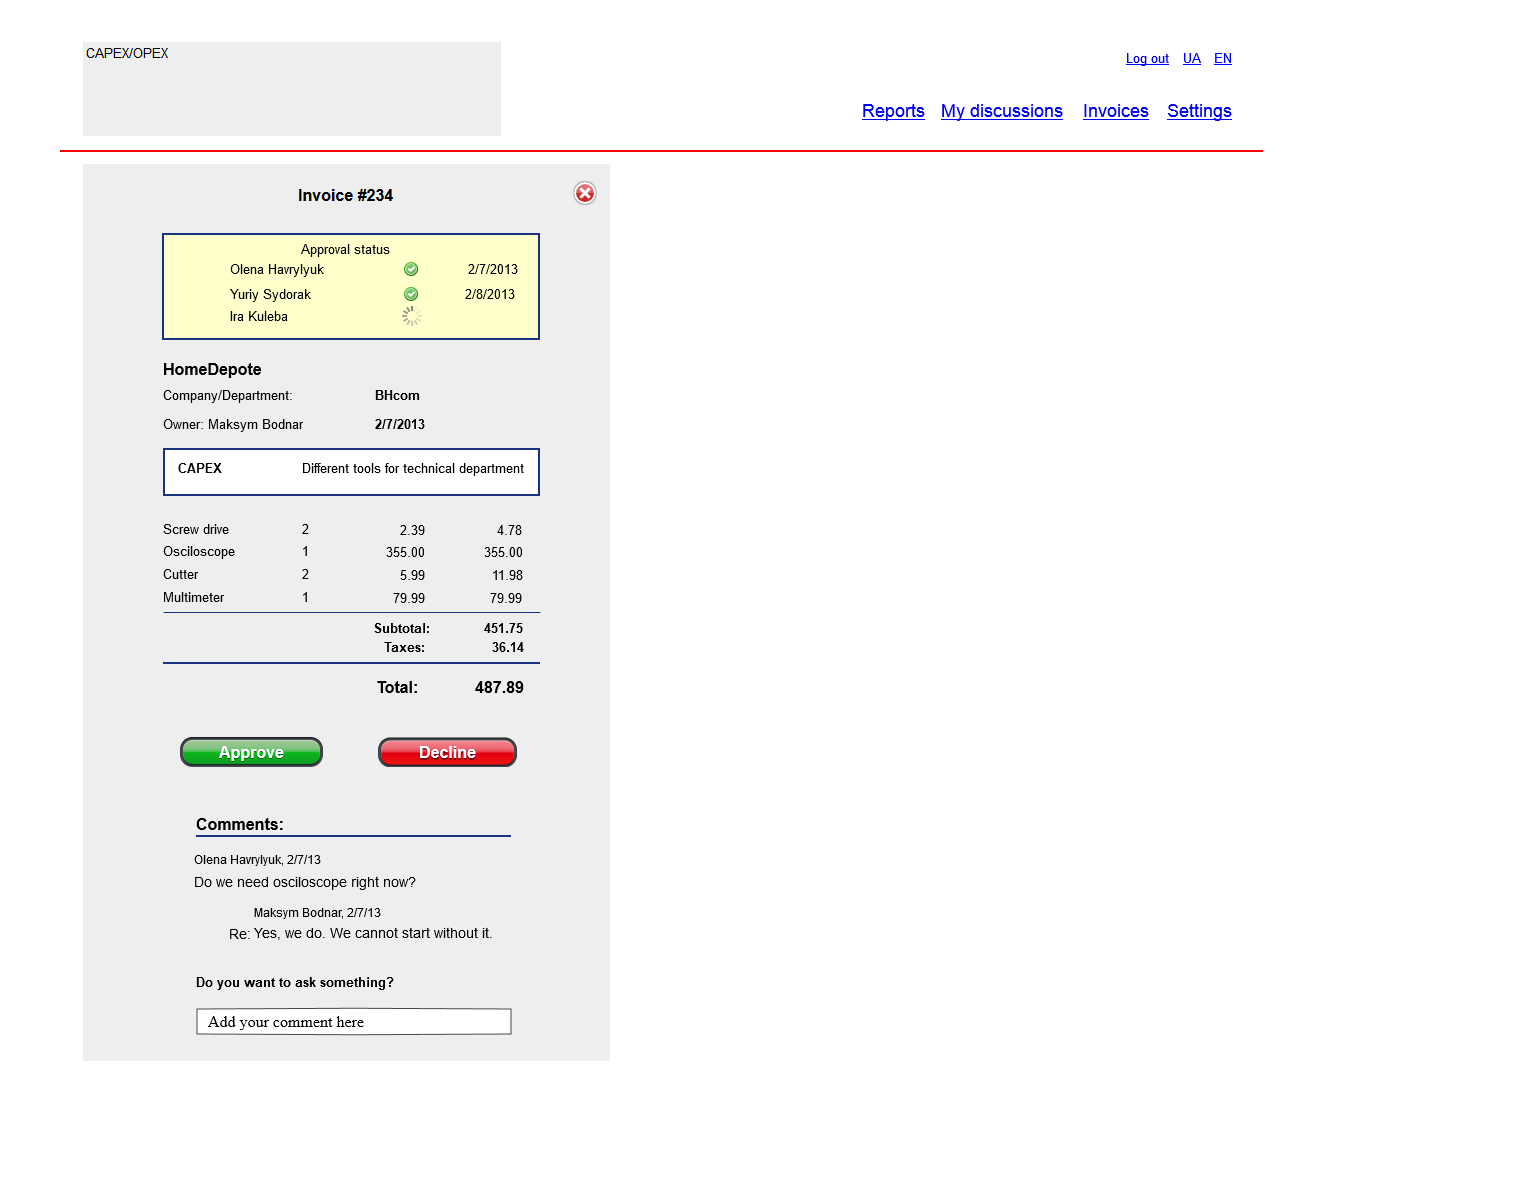 CAPEX/OPEX
Log out UA EN
Reports My discussions Invoices Settings
Invoice #234
Approval status
Olena Havrylyuk 2/7/2013
Yuriy Sydorak 2/8/2013
Ira Kuleba
HomeDepote
Company/Department: BHcom
Owner: Maksym Bodnar 2/7/2013
CAPEX Different tools for technical department
Screw drive 2 2.39 4.78
Osciloscope 1 355.00 355.00
Cutter 2 5.99 11.98
Multimeter 1 79.99 79.99
Subtotal: 451.75
Taxes: 36.14
Total: 487.89
Approve Decline
Comments:
Olena Havrylyuk, 2/7/13
Do we need osciloscope right now?
Maksym Bodnar, 2/7/13
Re: Yes, we do. We cannot start without it.
Do you want to ask something?
Add your comment here